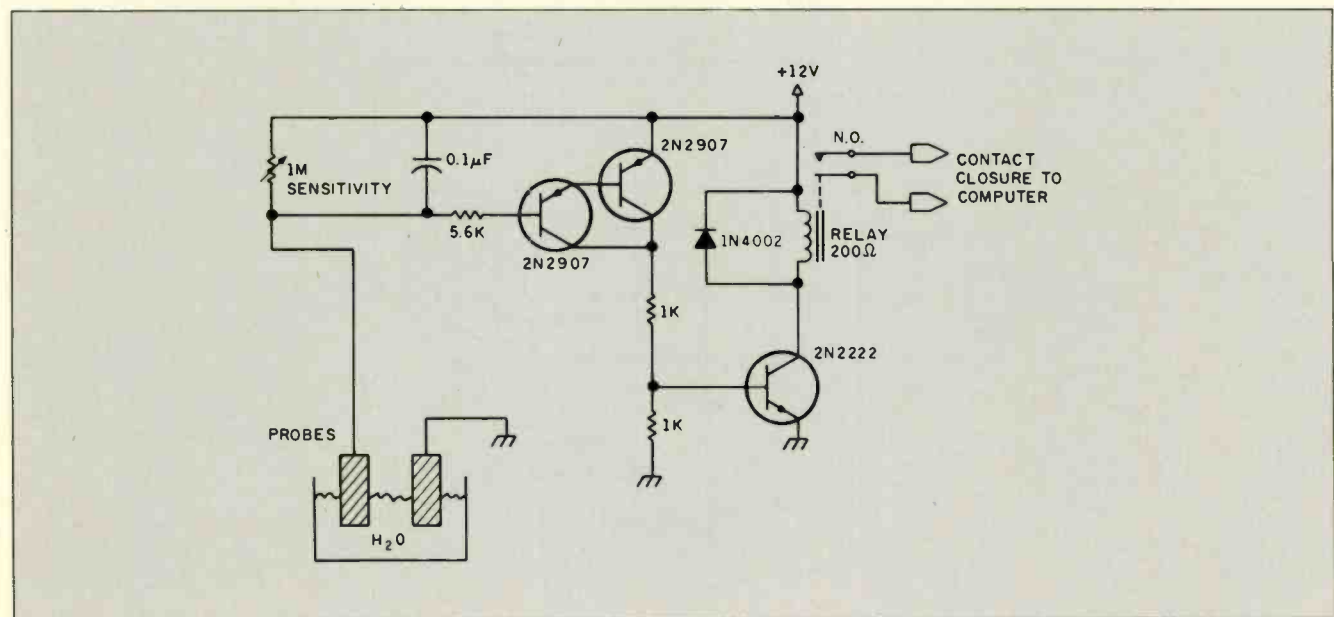 +12V
N.O.
CONTACT
CLOSURE TO
COMPUTER
2N2907
1M
SENSITIVITY
0.1µF
5.6K
2N2907
1N4002
RELAY
200Ω
1K
2N2222
1K
PROBES
H₂O